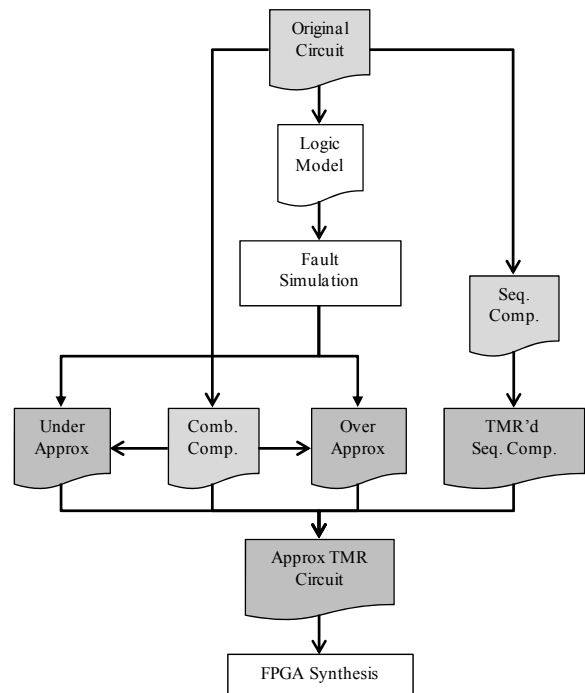 Original
Circuit
Logic
Model
Fault
Simulation
Seq.
Comp.
Under
Approx
Comb.
Comp.
Over
Approx
TMR'd
Seq. Comp.
Approx TMR
Circuit
FPGA Synthesis